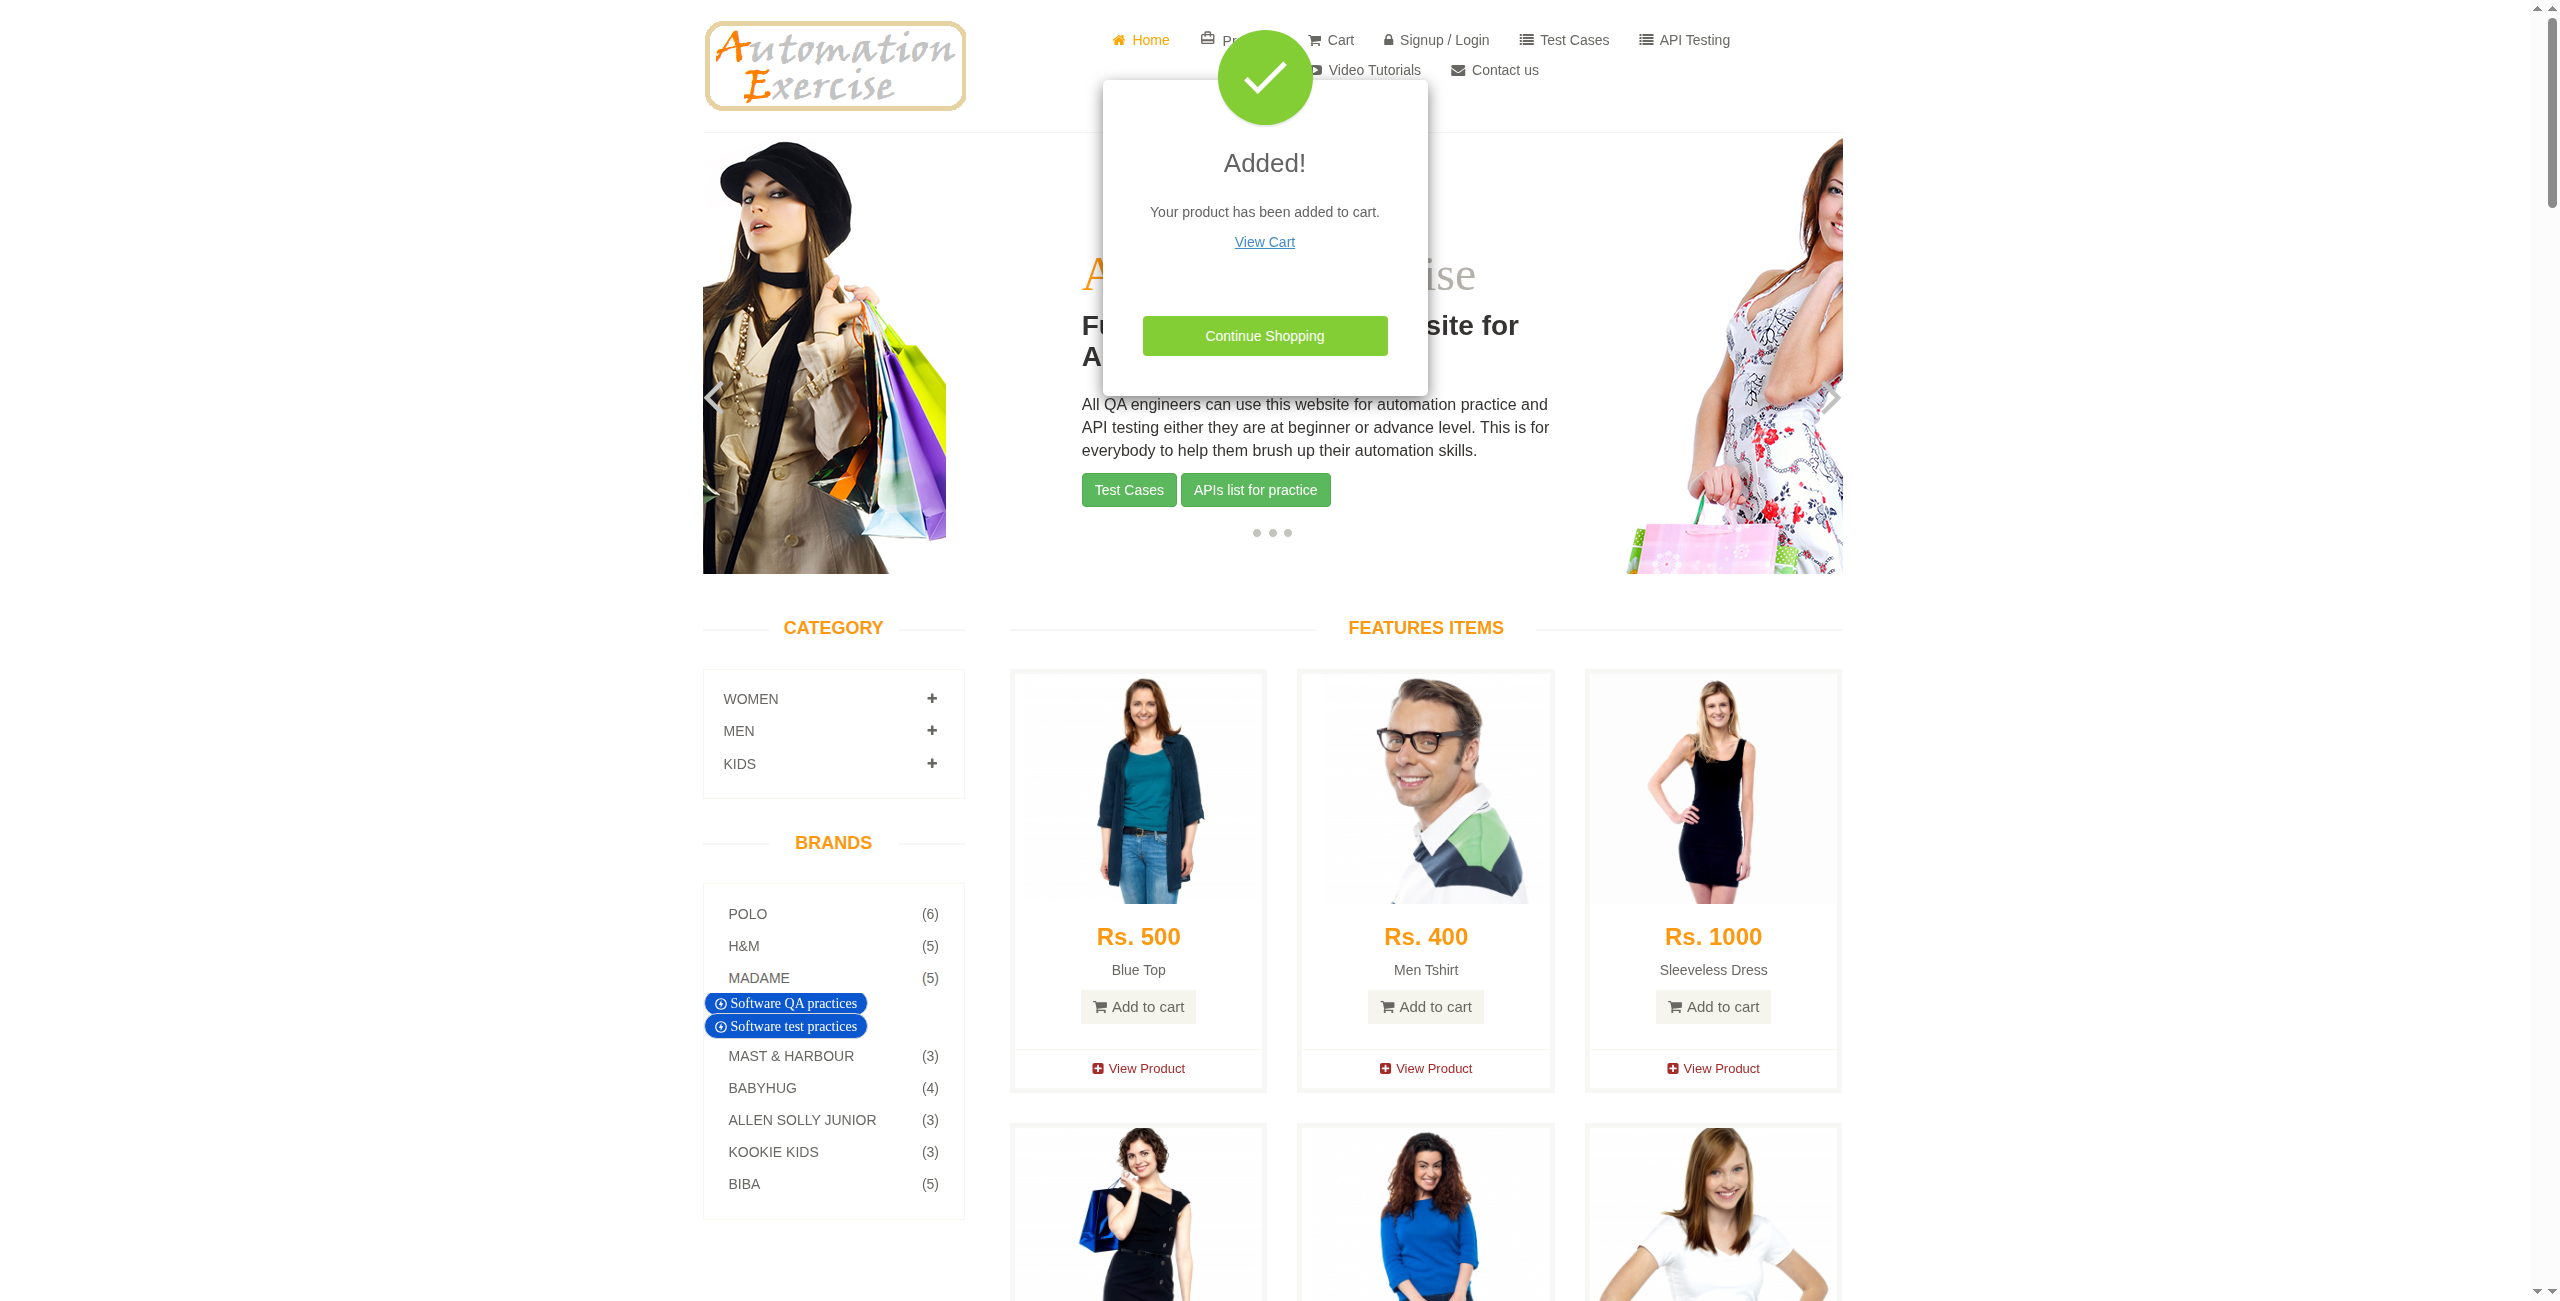 Automation
Exercise
Home
Cart
Signup / Login
Test Cases
API Testing
Video Tutorials
Contact us
Added!
Your product has been added to cart.
View Cart
Continue Shopping
ise
site for
All QA engineers can use this website for automation practice and
API testing either they are at beginner or advance level. This is for
everybody to help them brush up their automation skills.
Test Cases
APIs list for practice
CATEGORY
WOMEN
MEN
KIDS
BRANDS
POLO (6)
H&M (5)
MADAME (5)
Software QA practices
Software test practices
MAST & HARBOUR (3)
BABYHUG (4)
ALLEN SOLLY JUNIOR (3)
KOOKIE KIDS (3)
BIBA (5)
FEATURES ITEMS
Rs. 500 Rs. 400 Rs. 1000
Blue Top Men Tshirt Sleeveless Dress
Add to cart Add to cart Add to cart
View Product View Product View Product